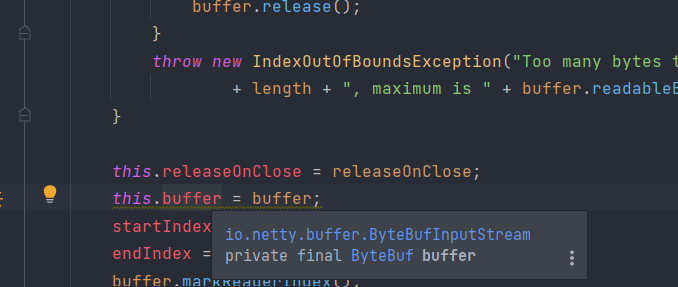 buffer.release();
}
throw new IndexOutOfBoundsException("Too many bytes t
+ length + ", maximum is " + buffer.readableB
}
this.releaseOnClose = releaseOnClose;
this.buffer = buffer;
startIndex
endIndex =
buffer.markReaderIndex();
io.netty.buffer.ByteBufInputStream
private final ByteBuf buffer